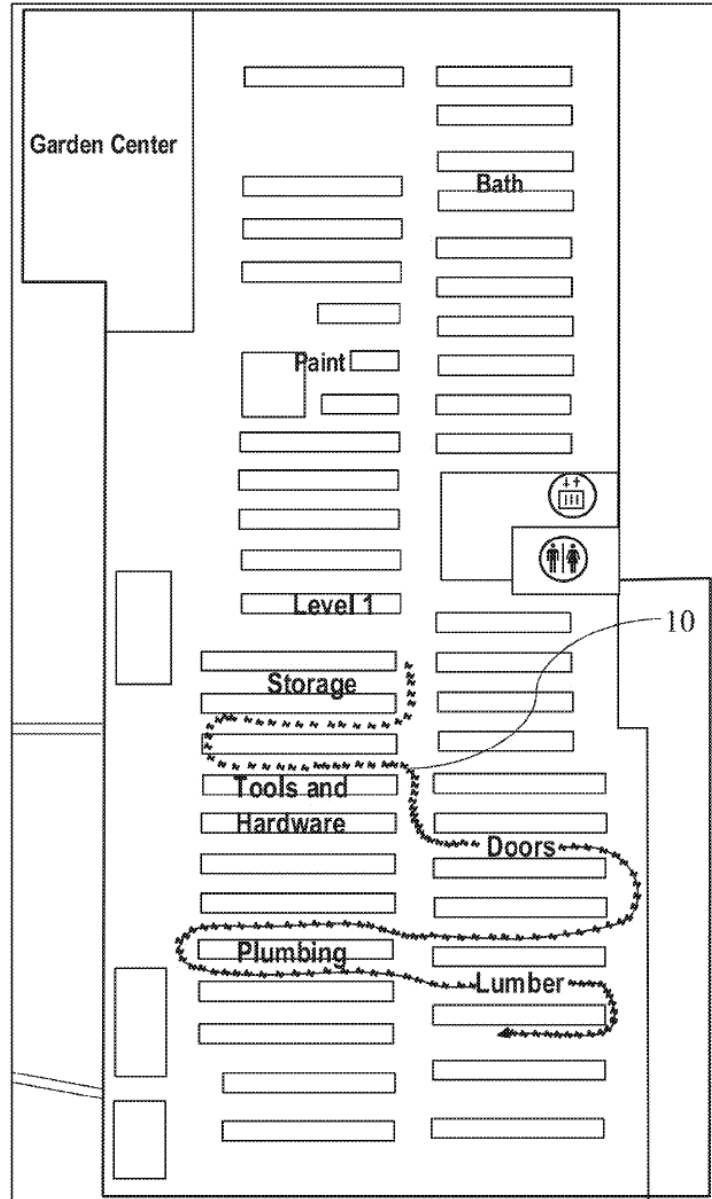 Garden Center
Bath
Paint
Level 1
10
Storage
Tools and
Hardware
Doors
Plumbing
Lumber